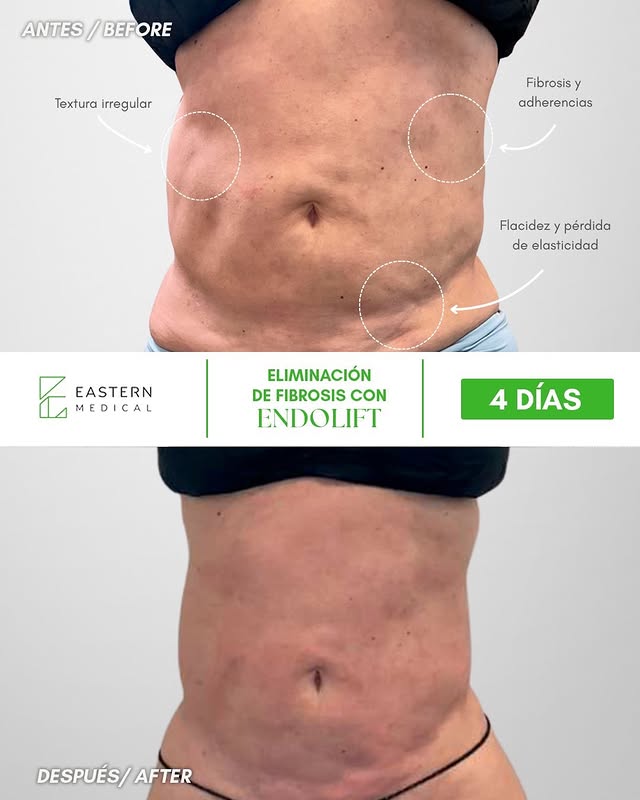 ANTES / BEFORE
Textura irregular
Fibrosis y
adherencias
Flacidez y pérdida
de elasticidad
EASTERN
MEDICAL
ELIMINACIÓN
DE FIBROSIS CON
ENDOLIFT
4 DÍAS
DESPUÉS/ AFTER